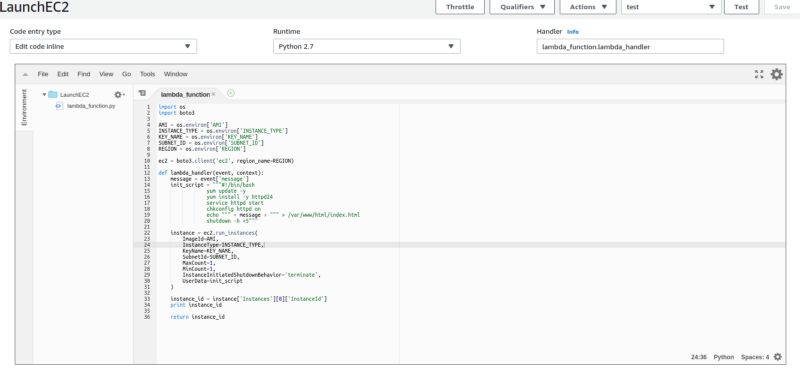 LaunchEC2
Throttle Qualifiers Actions test Test Save
Code entry type Runtime Handler Info
Edit code inline Python 2.7 lambda_function.lambda_handler
File Edit Find View Go Tools Window
Environment
LaunchEC2
lambda_function.py
lambda_function ×
1 import os
2 import boto3
3
4 AMI = os.environ['AMI']
5 INSTANCE_TYPE = os.environ['INSTANCE_TYPE']
6 KEY_NAME = os.environ['KEY_NAME']
7 SUBNET_ID = os.environ['SUBNET_ID']
8 REGION = os.environ['REGION']
9
10 ec2 = boto3.client('ec2', region_name=REGION)
11
12 def lambda_handler(event, context):
13 message = event['message']
14 init_script = """#!/bin/bash
15 yum update -y
16 yum install -y httpd24
17 service httpd start
18 chkconfig httpd on
19 echo """ + message + """ > /var/www/html/index.html
20 shutdown -h +5"""
21
22 instance = ec2.run_instances(
23 ImageId=AMI,
24 InstanceType=INSTANCE_TYPE,
25 KeyName=KEY_NAME,
26 SubnetId=SUBNET_ID,
27 MaxCount=1,
28 MinCount=1,
29 InstanceInitiatedShutdownBehavior='terminate',
30 UserData=init_script
31 )
32
33 instance_id = instance['Instances'][0]['InstanceId']
34 print instance_id
35
36 return instance_id
24:36 Python Spaces: 4